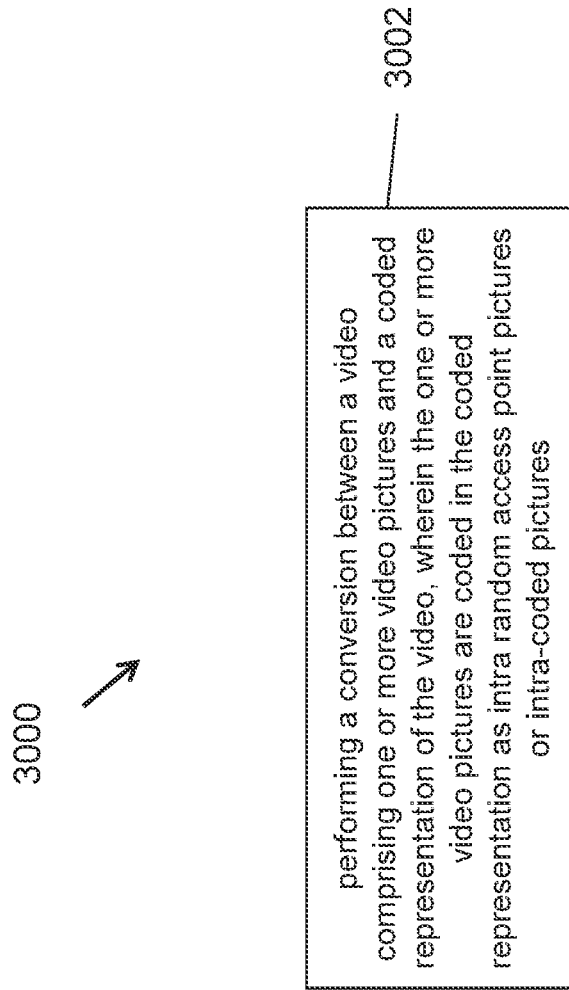 3000
3002
performing a conversion between a video
comprising one or more video pictures and a coded
representation of the video, wherein the one or more
video pictures are coded in the coded
representation as intra random access point pictures
or intra-coded pictures